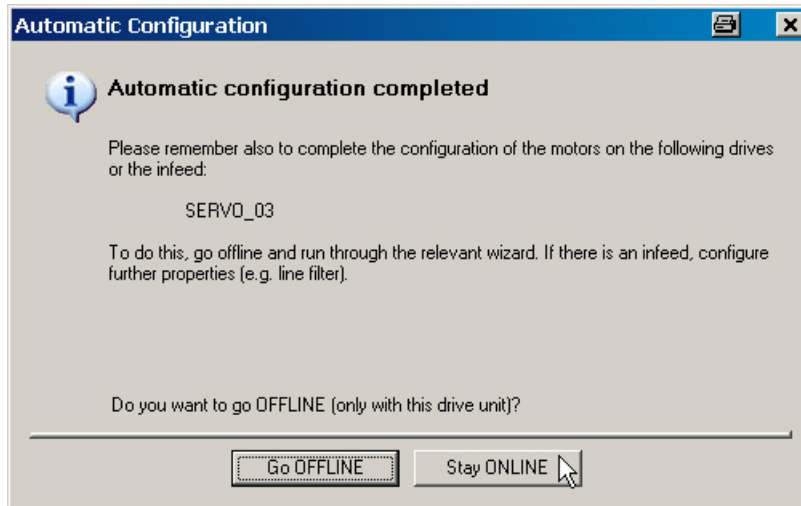 Automatic Configuration
Automatic configuration completed
Please remember also to complete the configuration of the motors on the following drives
or the infeed:
SERVO_03
To do this, go offline and run through the relevant wizard. If there is an infeed, configure
further properties (e.g. line filter).
Do you want to go OFFLINE (only with this drive unit)?
Go OFFLINE
Stay ONLINE